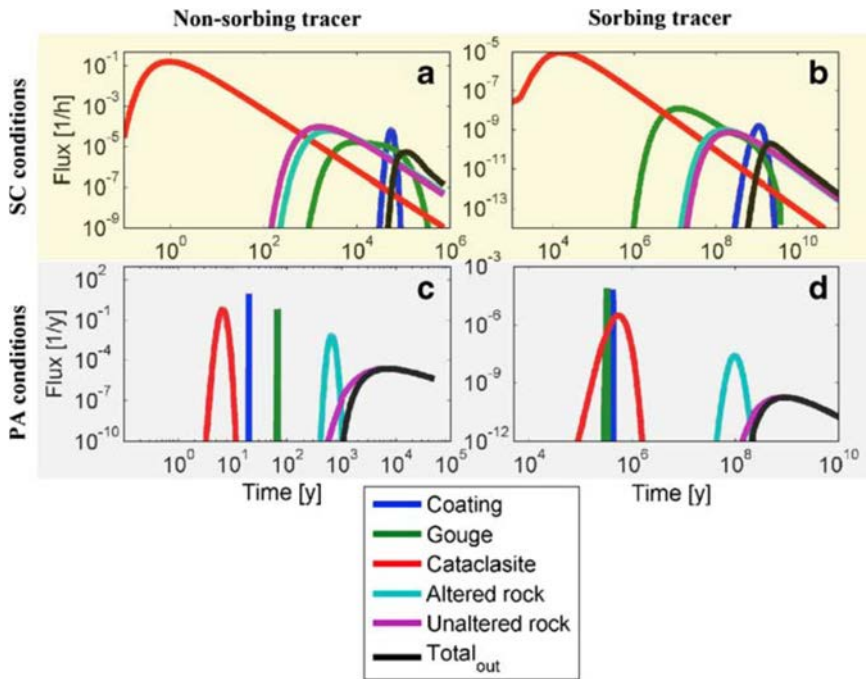 Non-sorbing tracer
Sorbing tracer
SC conditions
Flux [1/h]
10^-1
10^-3
10^-5
10^-7
10^-9
a
10^0
10^2
10^4
10^6
10^-5
10^-7
10^-9
10^-11
10^-13
b
10^4
10^6
10^8
10^10
PA conditions
Flux [1/y]
10^2
10^-1
10^-4
10^-7
10^-10
c
10^0
10^1
10^2
10^3
10^4
10^5
Time [y]
10^-3
10^-6
10^-9
10^-12
d
10^4
10^6
10^8
10^10
Time [y]
Coating
Gouge
Cataclasite
Altered rock
Unaltered rock
Total_out